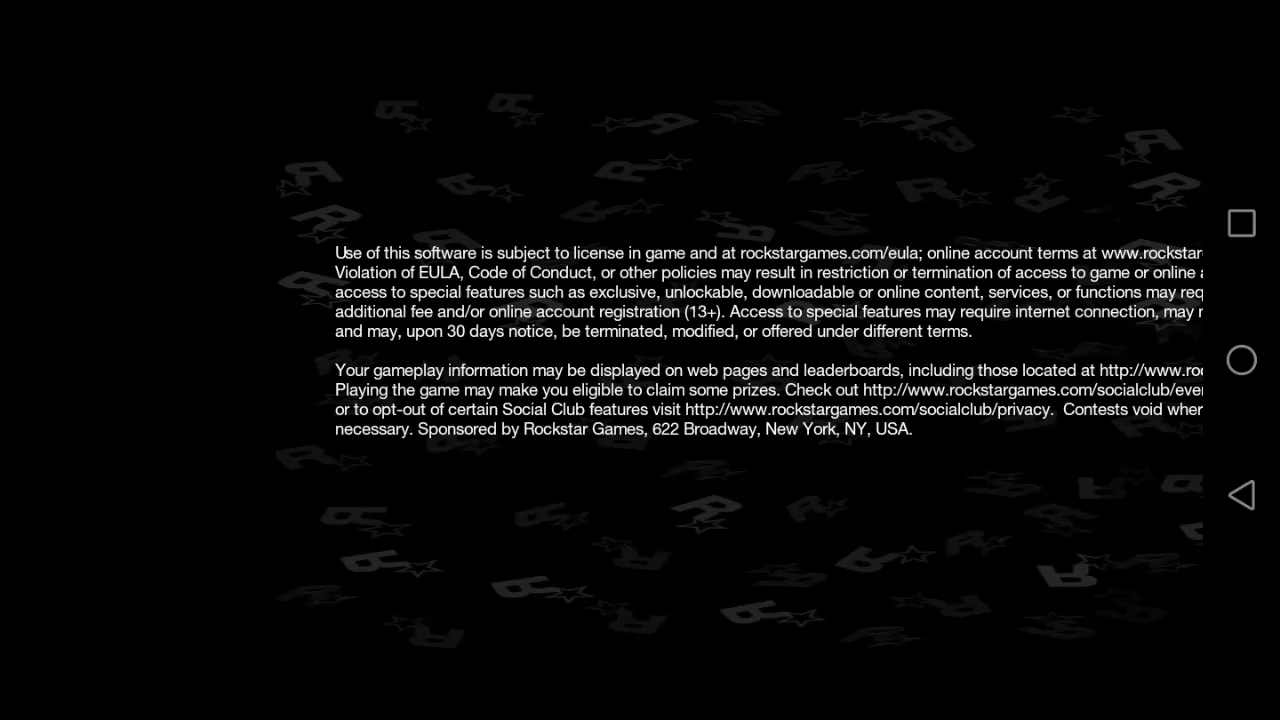 Use of this software is subject to license in game and at rockstargames.com/eula; online account terms at www.rockstar
Violation of EULA, Code of Conduct, or other policies may result in restriction or termination of access to game or online
access to special features such as exclusive, unlockable, downloadable or online content, services, or functions may req
additional fee and/or online account registration (13+). Access to special features may require internet connection, may
and may, upon 30 days notice, be terminated, modified, or offered under different terms.
Your gameplay information may be displayed on web pages and leaderboards, including those located at http://www.roc
Playing the game may make you eligible to claim some prizes. Check out http://www.rockstargames.com/socialclub/ever
or to opt-out of certain Social Club features visit http://www.rockstargames.com/socialclub/privacy. Contests void wher
necessary. Sponsored by Rockstar Games, 622 Broadway, New York, NY, USA.